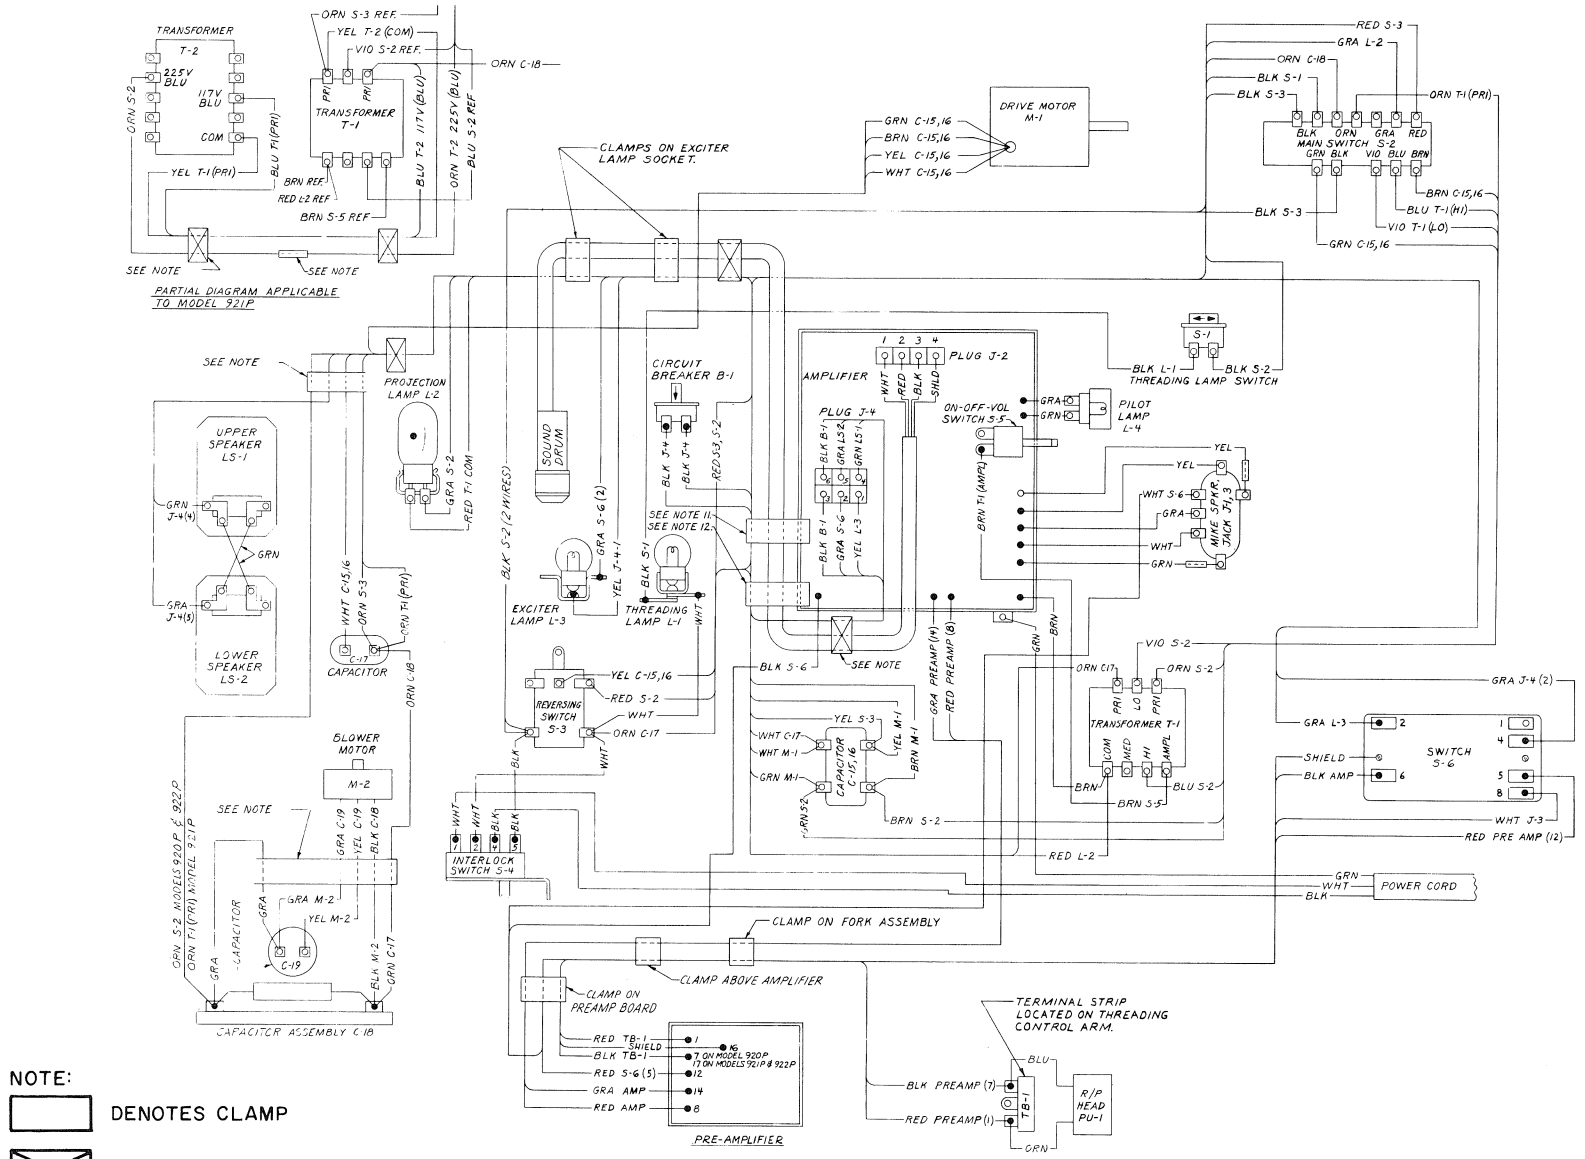 TRANSFORMER
T-2
225V
BLU
117V
BLU
COM
ORN S-2
BLU T-1(PRI)
YEL T-1(PRI)
SEE NOTE
SEE NOTE
PARTIAL DIAGRAM APPLICABLE
TO MODEL 921P
ORN S-3 REF.
YEL T-2 (COM)
VIO S-2 REF.
ORN C-18
PRI
PRI
TRANSFORMER
T-1
BRN REF.
RED L-2 REF
BRN S-5 REF
BLU T-2 117V (BLU)
ORN T-2 225V (BLU)
BLU S-2 REF
CLAMPS ON EXCITER
LAMP SOCKET.
GRN C-15,16
BRN C-15,16
YEL C-15,16
WHT C-15,16
DRIVE MOTOR
M-1
RED S-3
GRA L-2
ORN C-18
BLK S-1
BLK S-3
ORN T-1 (PRI)
BLK ORN GRA RED
MAIN SWITCH S-2
GRN BLK VIO BLU BRN
BLK S-3
BRN C-15,16
BLU T-1(HI)
VIO T-1(LO)
GRN C-15,16
SEE NOTE
PROJECTION
LAMP L-2
UPPER
SPEAKER
LS-1
GRN
J-4(4)
GRN
GRA
J-4(5)
LOWER
SPEAKER
LS-2
WHT C-15,16
ORN S-3
ORN T-1 (PRI)
C-17
CAPACITOR
ORN C-18
GRA S-2
RED T-1 COM
BLK S-2 (2 WIRES)
SOUND
DRUM
CIRCUIT
BREAKER B-1
BLK J-4
BLK J-4
RED S-3, S-2
SEE NOTE 11.
SEE NOTE 12.
GRA S-6 (2)
YEL J-4-1
BLK S-1
EXCITER
LAMP L-3
THREADING
LAMP L-1
WHT
AMPLIFIER
1 2 3 4
PLUG J-2
WHT
RED
BLK
SHLD
PLUG J-4
BLK B-1
GRA LS-2
GRN LS-1
6 5 4
3 2 1
BLK B-1
GRA S-6
YEL L-3
ON-OFF-VOL
SWITCH S-5
BRN T-1 (AMPL)
S-1
BLK L-1
BLK S-2
THREADING LAMP SWITCH
GRA
GRN
PILOT
LAMP
L-4
YEL
YEL
WHT S-6
GRA
WHT
GRN
MIKE SPKR.
JACK J-1, 3
SEE NOTE
BLK S-6
GRA PREAMP (14)
RED PREAMP (8)
GRN
BRN
REVERSING
SWITCH
S-3
YEL C-15,16
RED S-2
WHT
ORN C-17
WHT
BLK
YEL S-3
WHT C-17
WHT M-1
GRN M-1
GRN S-2
CAPACITOR
C-15, 16
YEL M-1
BRN M-1
BRN S-2
VIO S-2
ORN C17
ORN S-2
PRI
LO
PRI
TRANSFORMER T-1
COM
MED
HI
AMPL
BRN
BLU S-2
BRN S-5
RED L-2
GRA J-4 (2)
GRA L-3
SHIELD
BLK AMP
2
6
SWITCH
S-6
1
4
5
8
WHT J-3
RED PRE AMP (12)
BLOWER
MOTOR
M-2
GRA C-19
YEL C-19
BLK C-18
SEE NOTE
ORN S-2 MODELS 920P & 922P
ORN T-1 (PRI) MODEL 921P
GRA
GRA
CAPACITOR
GRA M-2
YEL M-2
C-19
BLK M-2
ORN C-17
CAPACITOR ASSEMBLY C-18
WHT
WHT
BLK
BLK
1 2 4 5
INTERLOCK
SWITCH S-4
GRN
WHT
BLK
POWER CORD
CLAMP ON FORK ASSEMBLY
CLAMP ABOVE AMPLIFIER
CLAMP ON
PREAMP BOARD
RED TB-1
SHIELD
BLK TB-1
RED S-6 (5)
GRA AMP
RED AMP
1
16
7 ON MODEL 920P
17 ON MODELS 921P & 922P
12
14
8
PRE-AMPLIFIER
TERMINAL STRIP
LOCATED ON THREADING
CONTROL ARM.
BLU
BLK PREAMP (7)
TB-1
RED PREAMP(1)
ORN
R/P
HEAD
PU-1
NOTE:
DENOTES CLAMP